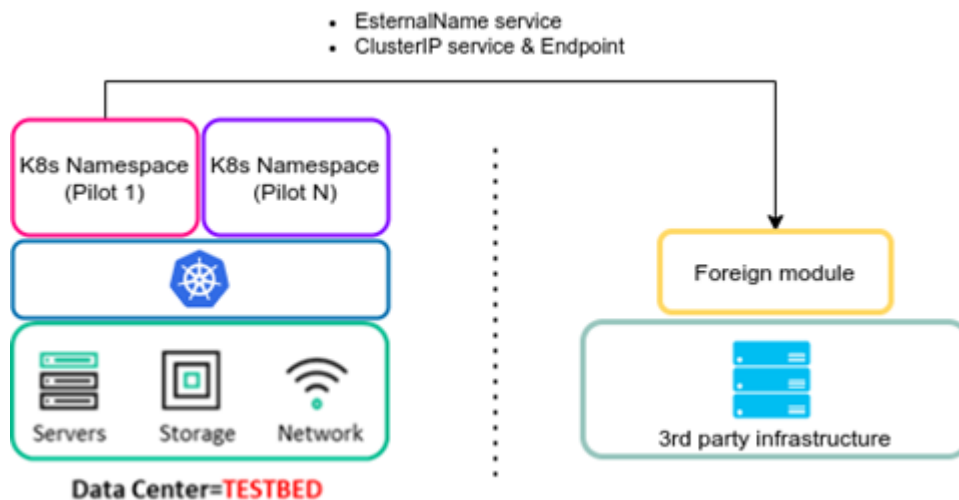 • EsternalName service
• ClusterIP service & Endpoint
K8s Namespace
(Pilot 1)
K8s Namespace
(Pilot N)
Foreign module
Servers
Storage
Network
3rd party infrastructure
Data Center=TESTBED